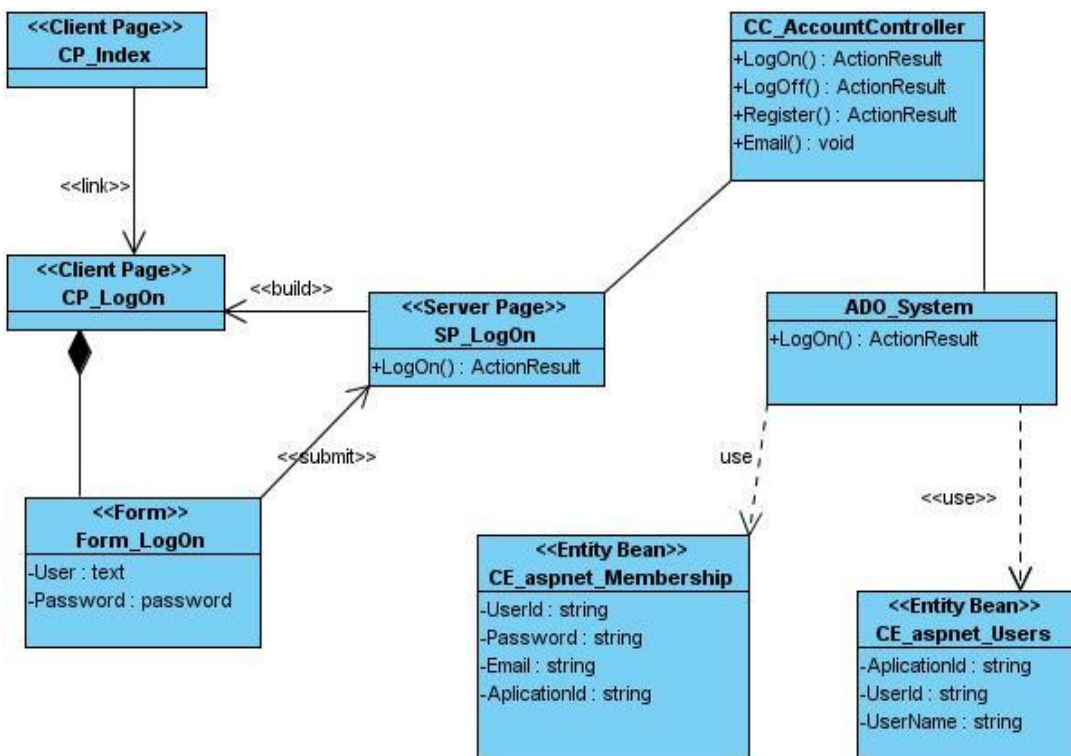 <<Client Page>>
CP_Index
CC_AccountController
+LogOn() : ActionResult
+LogOff() : ActionResult
+Register() : ActionResult
+Email() : void
<<link>>
<<Client Page>>
CP_LogOn
<<build>>
<<Server Page>>
SP_LogOn
+LogOn() : ActionResult
ADO_System
+LogOn() : ActionResult
<<submit>>
use
<<use>>
<<Form>>
Form_LogOn
-User : text
-Password : password
<<Entity Bean>>
CE_aspnet_Membership
-UserId : string
-Password : string
-Email : string
-AplicationId : string
<<Entity Bean>>
CE_aspnet_Users
-AplicationId : string
-UserId : string
-UserName : string